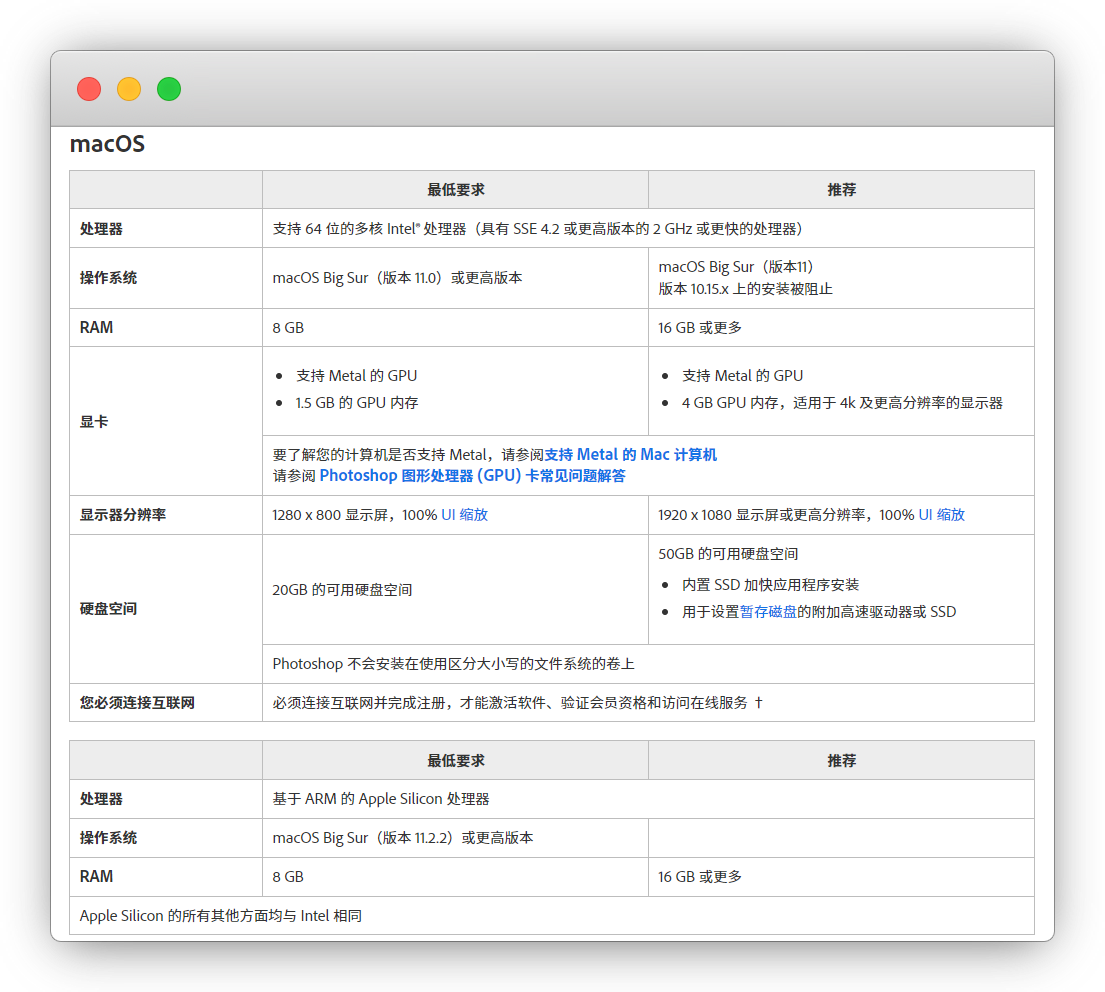 macOS
最低要求 推荐
处理器 支持 64 位的多核 Intel® 处理器（具有 SSE 4.2 或更高版本的 2 GHz 或更快的处理器）
操作系统 macOS Big Sur（版本 11.0）或更高版本 macOS Big Sur（版本11）
版本 10.15.x 上的安装被阻止
RAM 8 GB 16 GB 或更多
显卡
• 支持 Metal 的 GPU • 支持 Metal 的 GPU
• 1.5 GB 的 GPU 内存 • 4 GB GPU 内存，适用于 4k 及更高分辨率的显示器
要了解您的计算机是否支持 Metal，请参阅支持 Metal 的 Mac 计算机
请参阅 Photoshop 图形处理器 (GPU) 卡常见问题解答
显示器分辨率 1280 x 800 显示屏，100% UI 缩放 1920 x 1080 显示屏或更高分辨率，100% UI 缩放
硬盘空间 20GB 的可用硬盘空间 50GB 的可用硬盘空间
• 内置 SSD 加快应用程序安装
• 用于设置暂存磁盘的附加高速驱动器或 SSD
Photoshop 不会安装在使用区分大小写的文件系统的卷上
您必须连接互联网 必须连接互联网并完成注册，才能激活软件、验证会员资格和访问在线服务 †
最低要求 推荐
处理器 基于 ARM 的 Apple Silicon 处理器
操作系统 macOS Big Sur（版本 11.2.2）或更高版本
RAM 8 GB 16 GB 或更多
Apple Silicon 的所有其他方面均与 Intel 相同